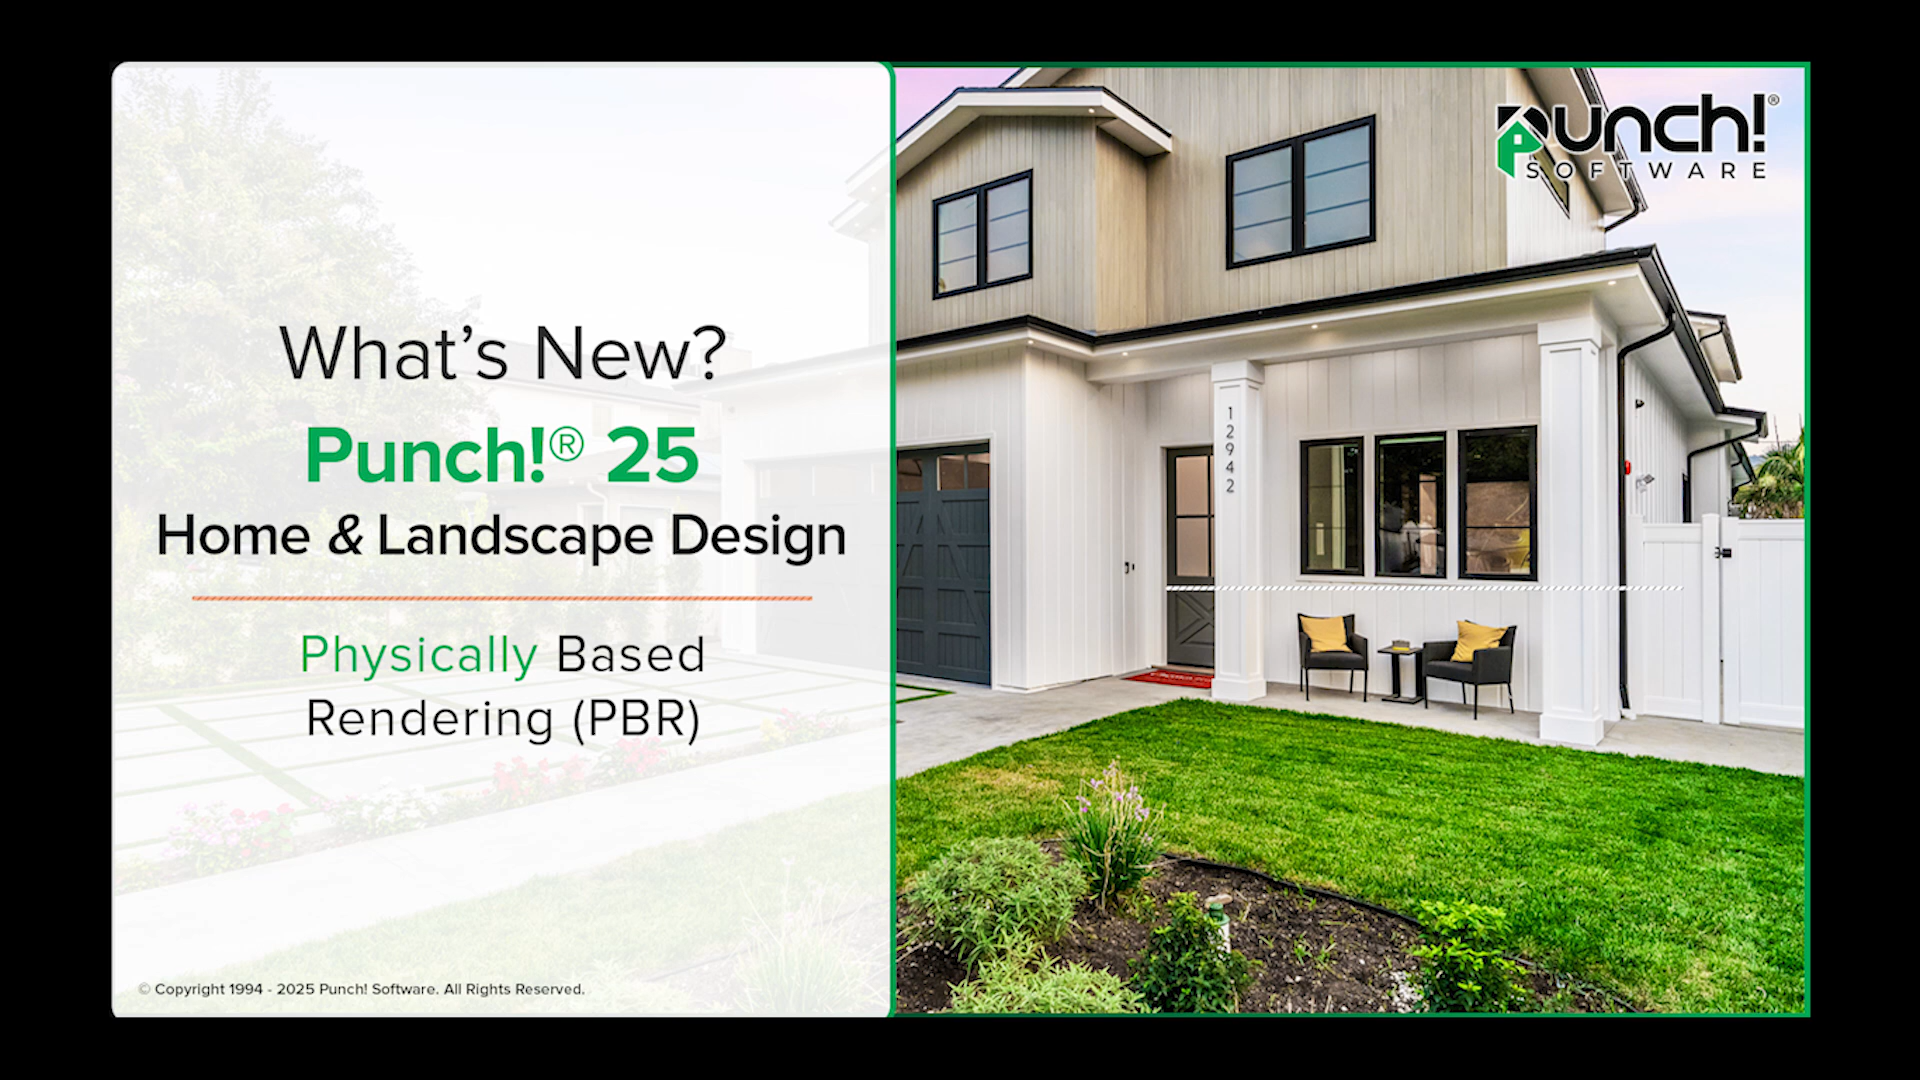 What's New?
Punch!® 25
Home & Landscape Design
Physically Based
Rendering (PBR)
© Copyright 1994 - 2025 Punch! Software. All Rights Reserved.
Punch!®
SOFTWARE
12942